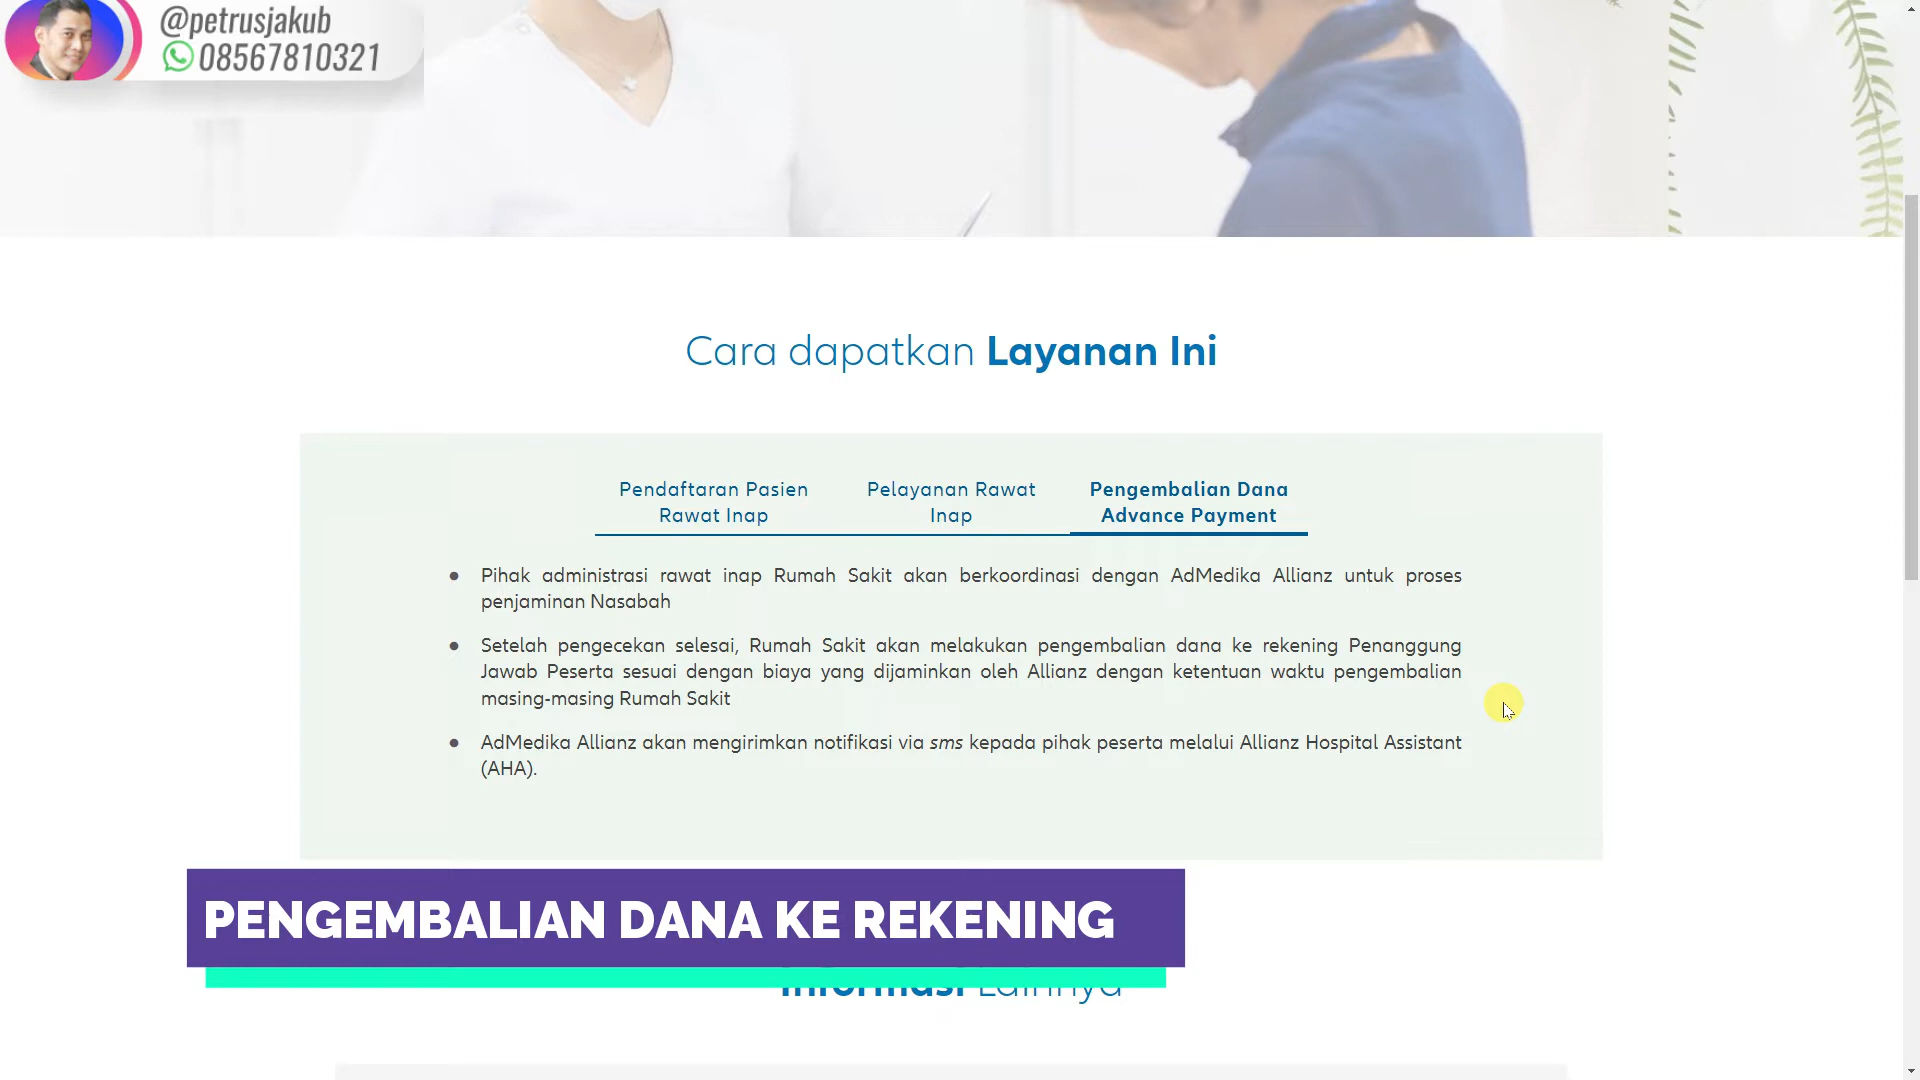 @petrusjakub
08567810321
Cara dapatkan Layanan Ini
Pendaftaran Pasien
Rawat Inap
Pelayanan Rawat
Inap
Pengembalian Dana
Advance Payment
● Pihak administrasi rawat inap Rumah Sakit akan berkoordinasi dengan AdMedika Allianz untuk proses
penjaminan Nasabah
● Setelah pengecekan selesai, Rumah Sakit akan melakukan pengembalian dana ke rekening Penanggung
Jawab Peserta sesuai dengan biaya yang dijaminkan oleh Allianz dengan ketentuan waktu pengembalian
masing-masing Rumah Sakit
● AdMedika Allianz akan mengirimkan notifikasi via sms kepada pihak peserta melalui Allianz Hospital Assistant
(AHA).
PENGEMBALIAN DANA KE REKENING
Informasi Lainnya